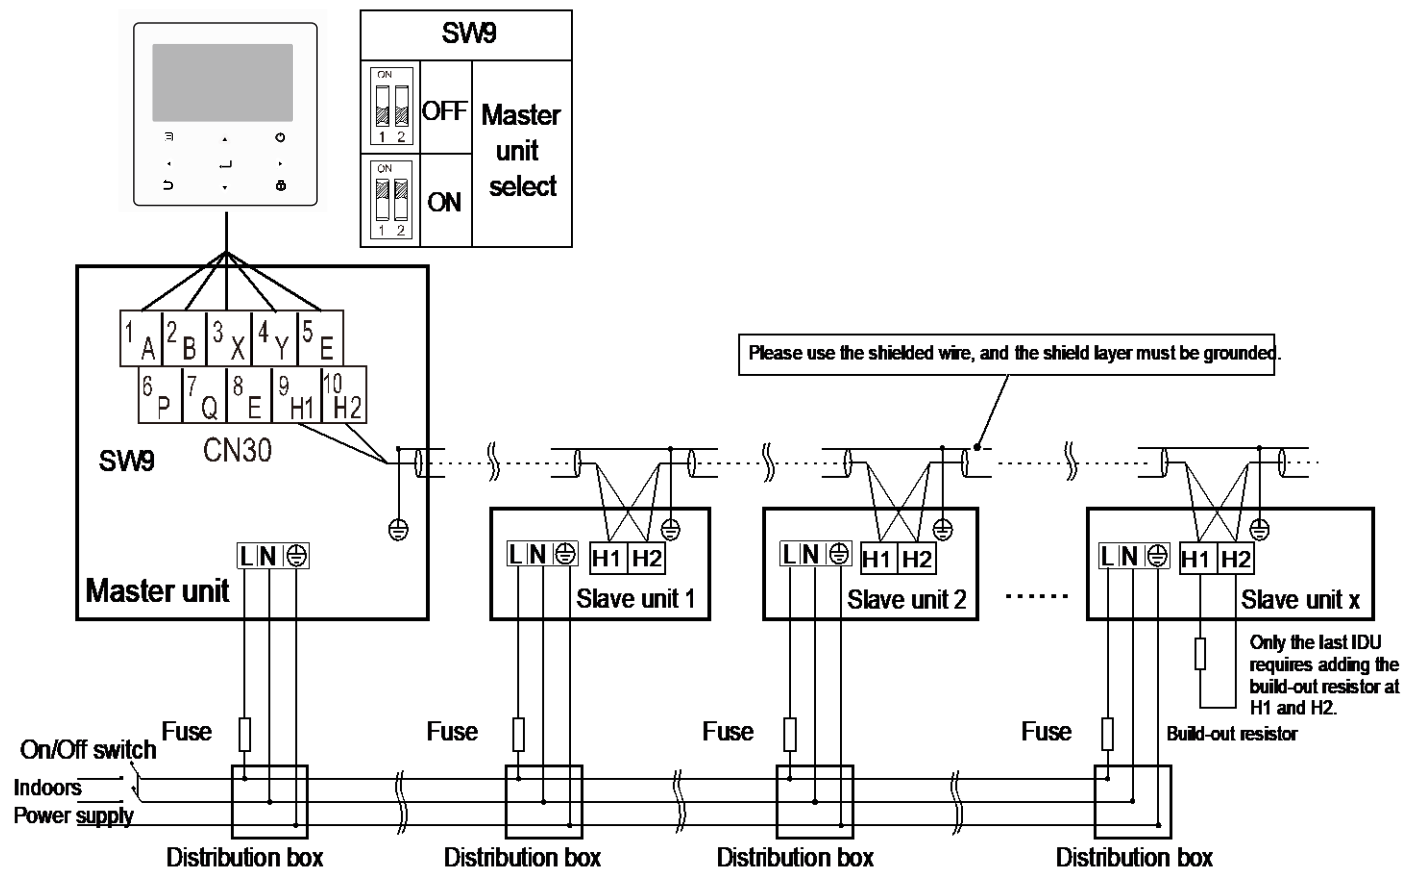 SW9
ON
1 2
OFF
Master
unit
select
ON
1 2
ON
1 A 2 B 3 X 4 Y 5 E
6 P 7 Q 8 E 9 H1 10 H2
CN30
SW9
Please use the shielded wire, and the shield layer must be grounded.
L N
Master unit
L N
H1 H2
Slave unit 1
L N
H1 H2
Slave unit 2
......
L N
H1 H2
Slave unit x
Only the last IDU
requires adding the
build-out resistor at
H1 and H2.
Build-out resistor
Fuse
Fuse
Fuse
Fuse
On/Off switch
Indoors
Power supply
Distribution box
Distribution box
Distribution box
Distribution box